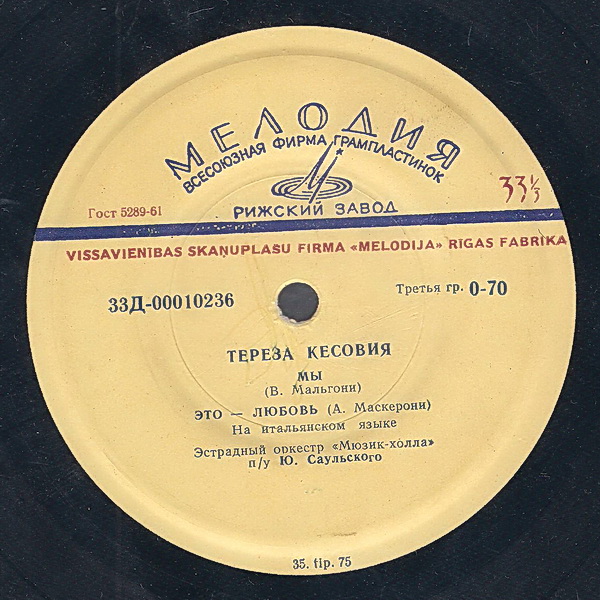 МЕЛОДИЯ
ВСЕСОЮЗНАЯ ФИРМА ГРАМПЛАСТИНОК
Гост 5289-61
РИЖСКИЙ ЗАВОД
33⅓
VISSAVIENĪBAS SKAŅUPLAŠU FIRMA «MELODIJA» RĪGAS FABRIKA
33Д-00010236
Третья гр. 0-70
ТЕРЕЗА КЕСОВИЯ
МЫ
(В. Мальгони)
ЭТО — ЛЮБОВЬ (А. Маскерони)
На итальянском языке
Эстрадный оркестр «Мюзик-холла»
п/у Ю. Саульского
35. tip. 75